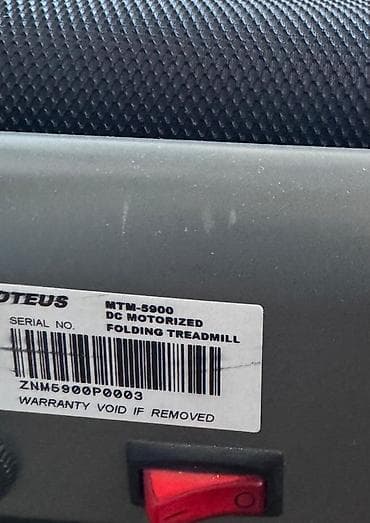 OTEUS
MTM-5900
DC MOTORIZED
SERIAL NO.
FOLDING TREADMILL
ZNM5900P0003
WARRANTY VOID IF REMOVED